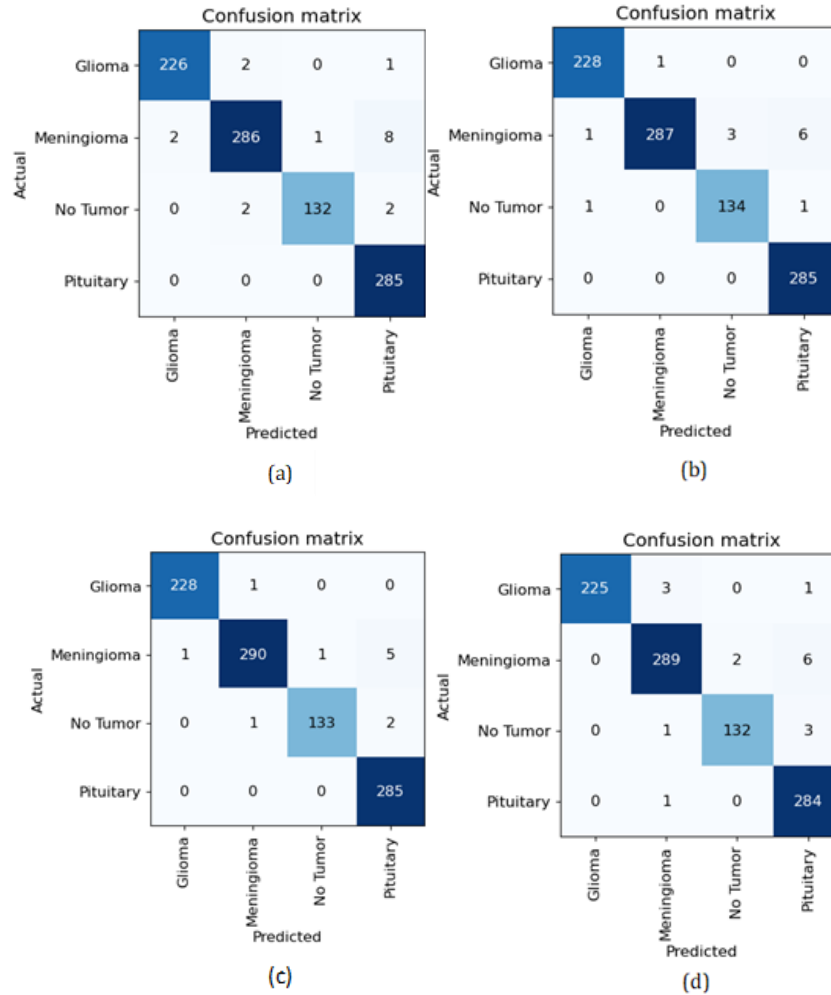 Confusion matrix
Glioma 226 2 0 1
Meningioma 2 286 1 8
No Tumor 0 2 132 2
Pituitary 0 0 0 285
Actual
Glioma Meningioma No Tumor Pituitary
Predicted
(a)
Confusion matrix
Glioma 228 1 0 0
Meningioma 1 287 3 6
No Tumor 1 0 134 1
Pituitary 0 0 0 285
Actual
Glioma Meningioma No Tumor Pituitary
Predicted
(b)
Confusion matrix
Glioma 228 1 0 0
Meningioma 1 290 1 5
No Tumor 0 1 133 2
Pituitary 0 0 0 285
Actual
Glioma Meningioma No Tumor Pituitary
Predicted
(c)
Confusion matrix
Glioma 225 3 0 1
Meningioma 0 289 2 6
No Tumor 0 1 132 3
Pituitary 0 1 0 284
Actual
Glioma Meningioma No Tumor Pituitary
Predicted
(d)